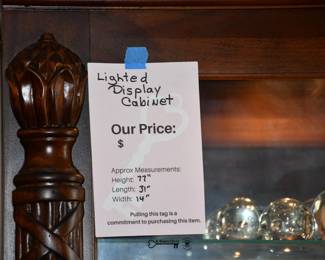 Lighted
Display
Cabinet
Our Price:
$
Approx Measurements:
Height: 77"
Length: 31"
Width: 14"
Pulling this tag is a
commitment to purchasing this item.